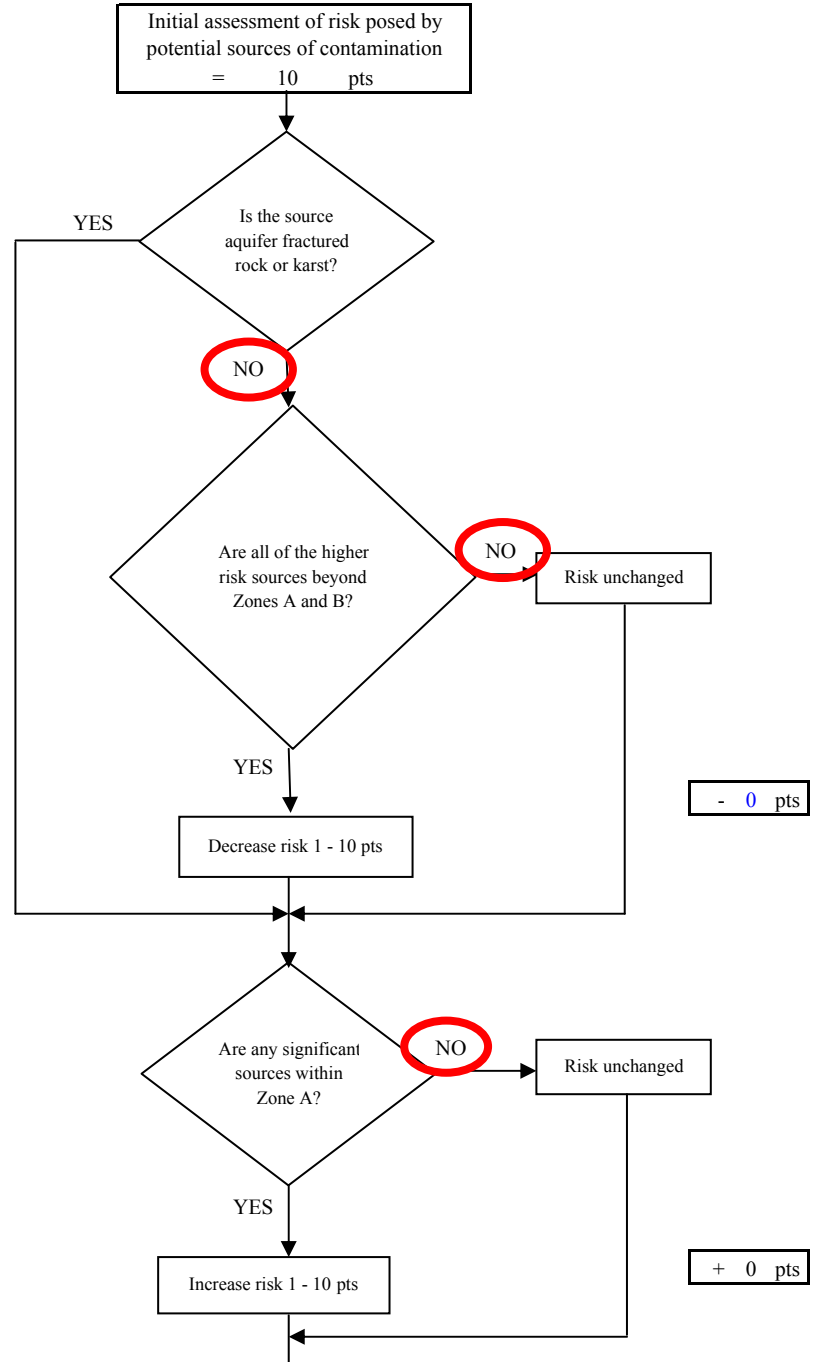 Initial assessment of risk posed by
potential sources of contamination
= 10 pts
YES
Is the source
aquifer fractured
rock or karst?
NO
Are all of the higher
risk sources beyond
Zones A and B?
NO
Risk unchanged
YES
- 0 pts
Decrease risk 1 - 10 pts
Are any significant
sources within
Zone A?
NO
Risk unchanged
YES
+ 0 pts
Increase risk 1 - 10 pts